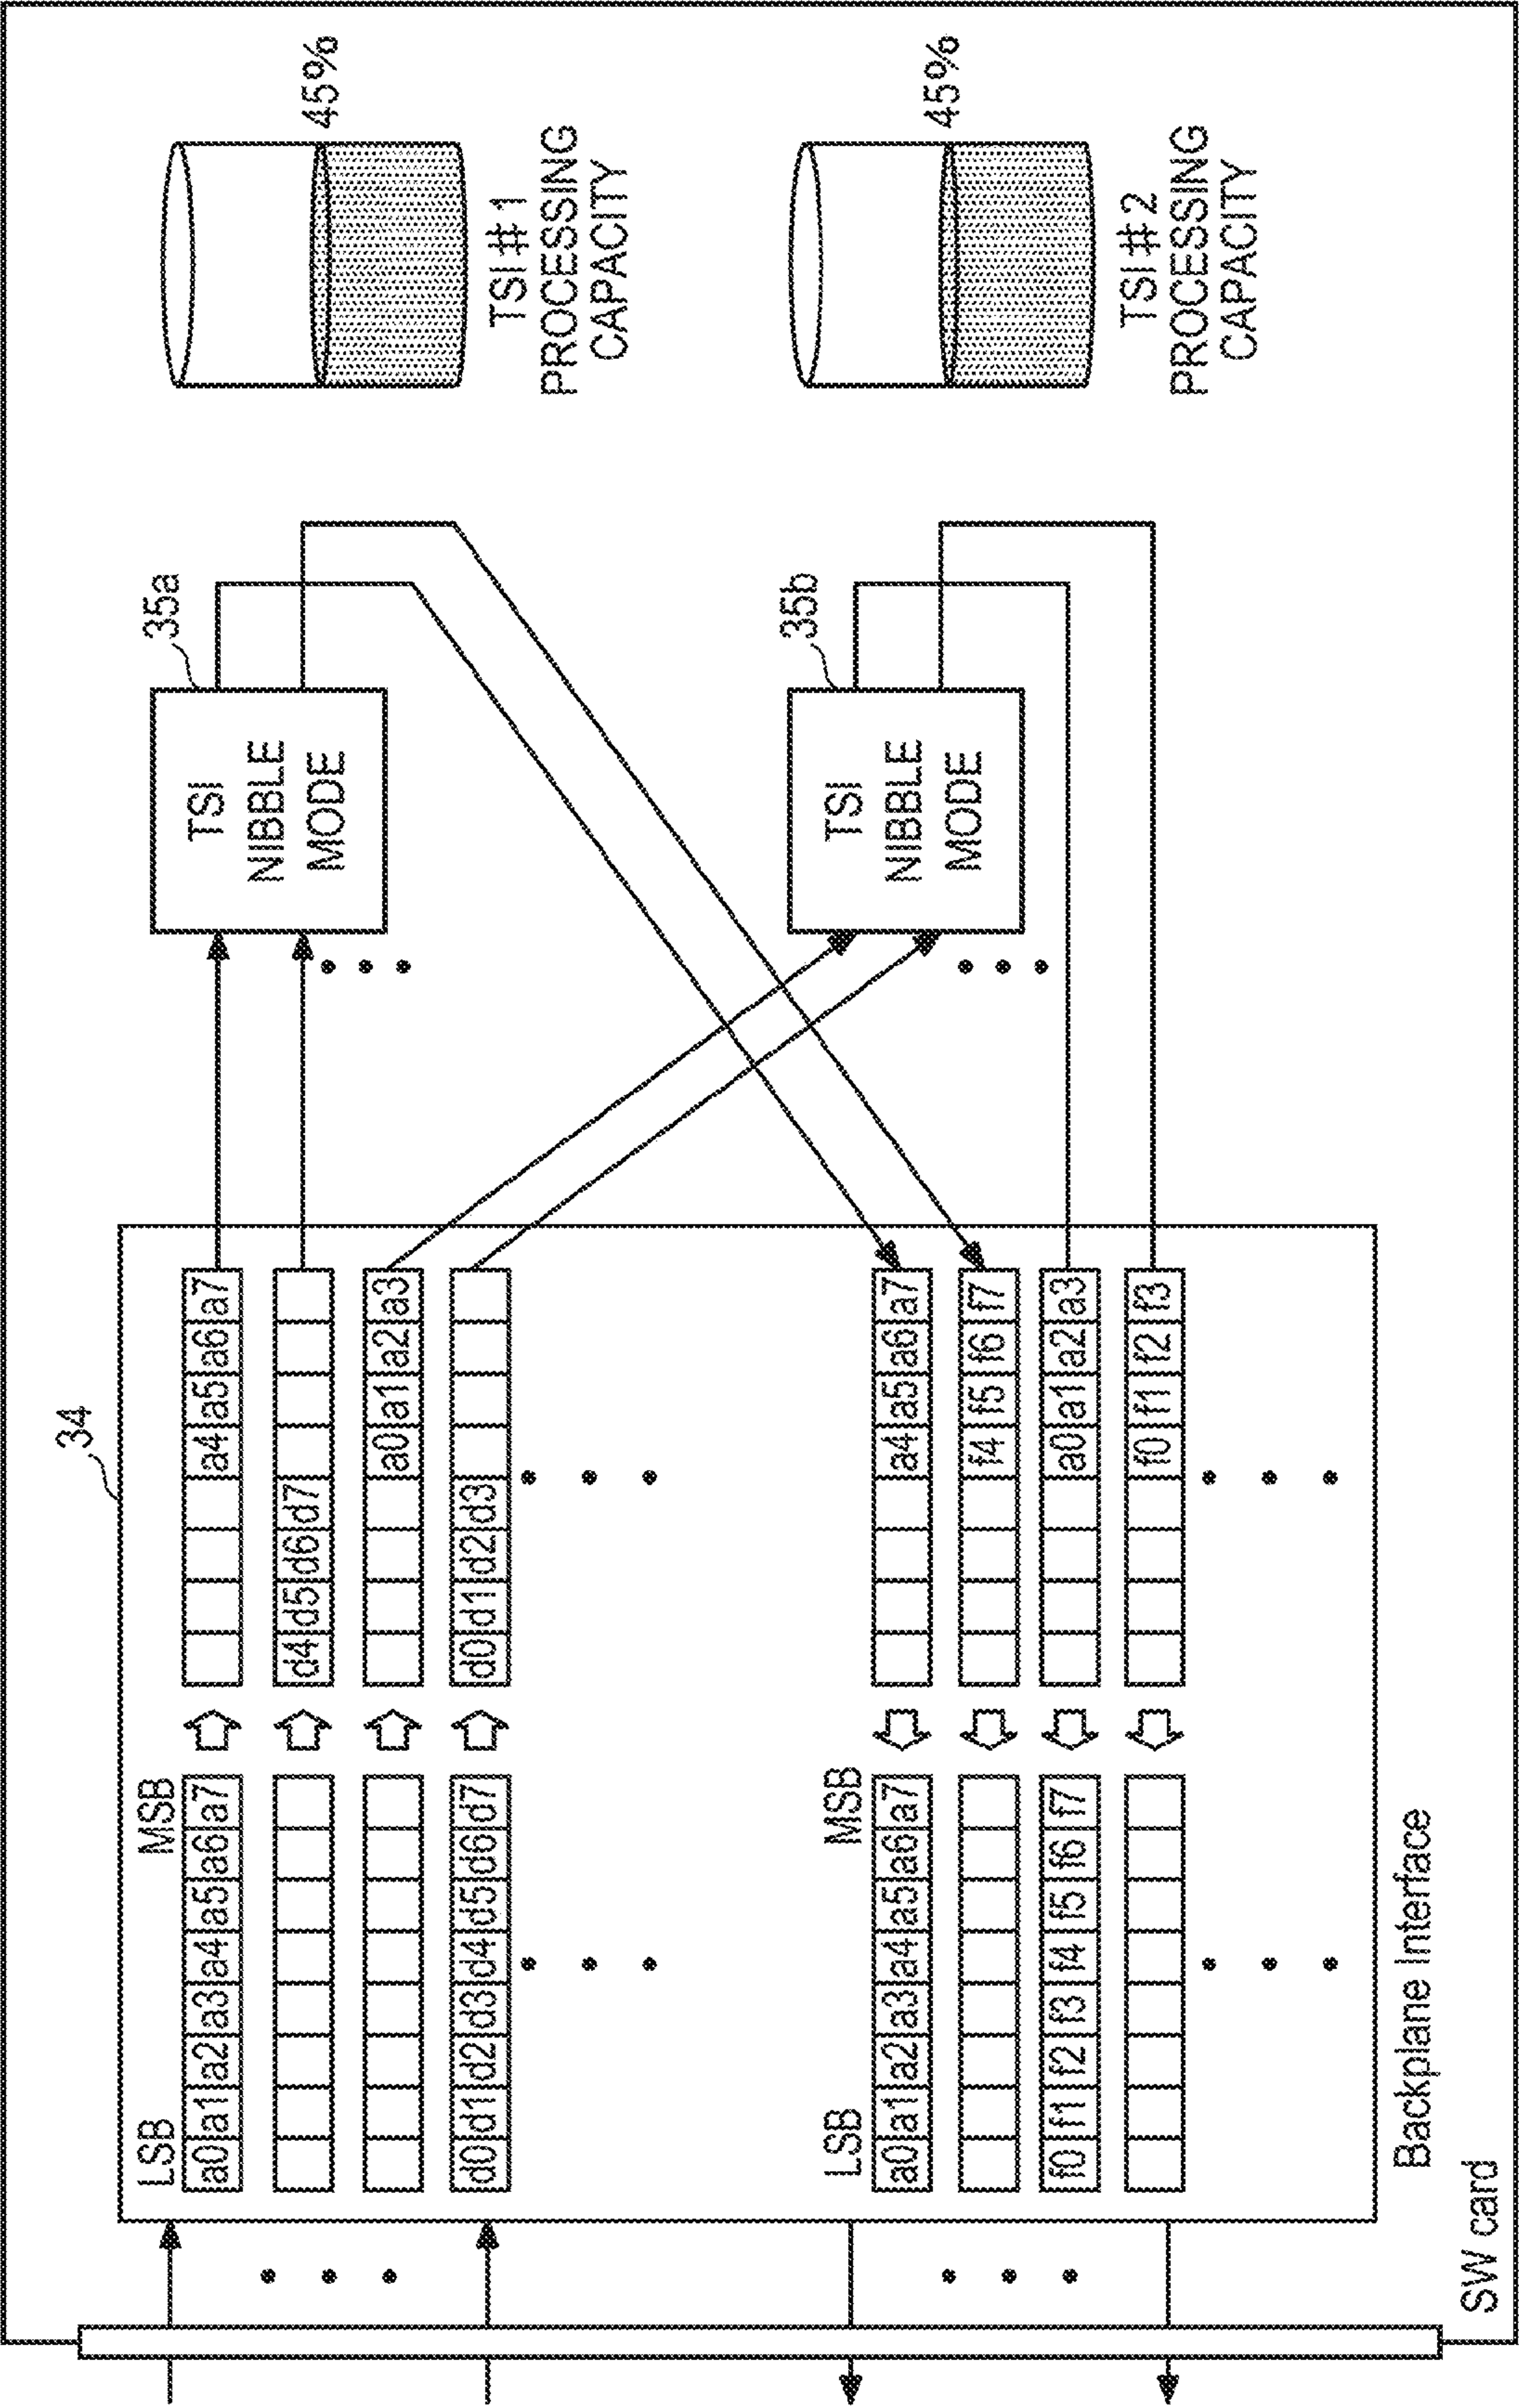 34
LSB MSB
a0 a1 a2 a3 a4 a5 a6 a7
a4 a5 a6 a7
d4 d5 d6 d7
a0 a1 a2 a3
d0 d1 d2 d3 d4 d5 d6 d7
d0 d1 d2 d3
LSB MSB
a0 a1 a2 a3 a4 a5 a6 a7
a4 a5 a6 a7
f4 f5 f6 f7
f0 f1 f2 f3 f4 f5 f6 f7
a0 a1 a2 a3
f0 f1 f2 f3
Backplane Interface
SW card
35a
TSI
NIBBLE
MODE
35b
TSI
NIBBLE
MODE
45%
TSI#1
PROCESSING
CAPACITY
45%
TSI#2
PROCESSING
CAPACITY